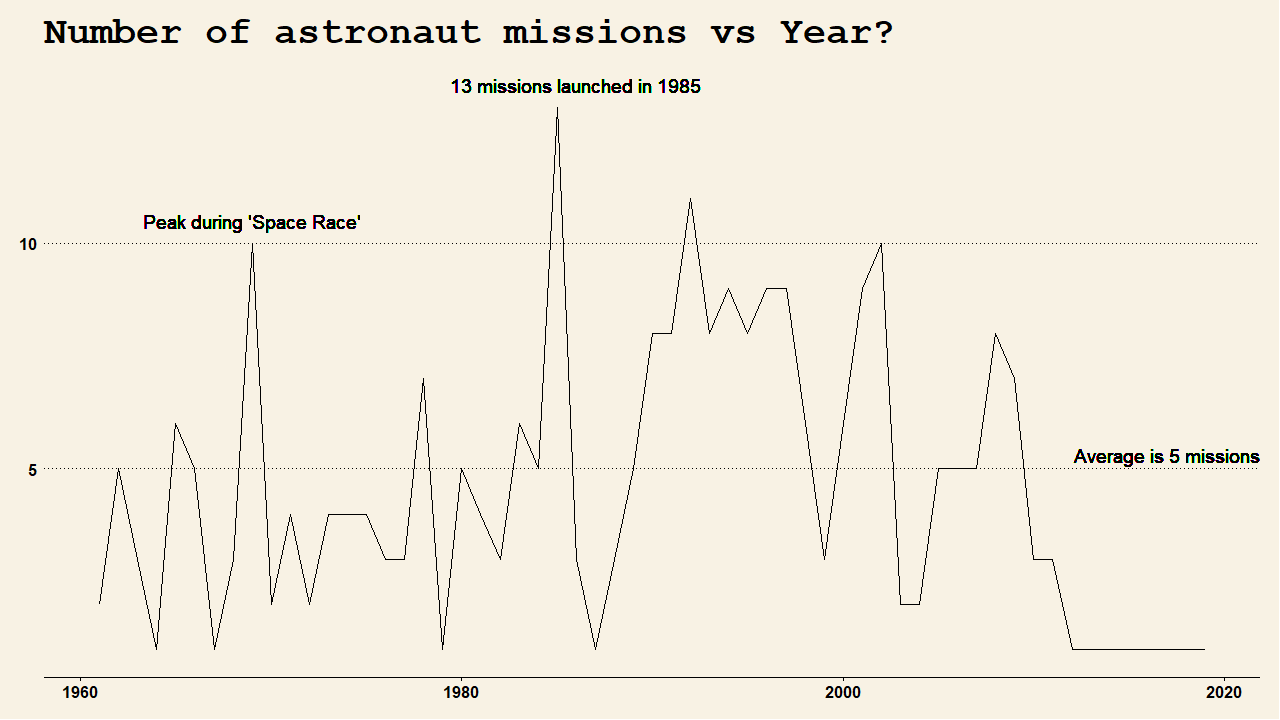 Number of astronaut missions vs Year?
13 missions launched in 1985
Peak during 'Space Race'
10
Average is 5 missions
5
1960 1980 2000 2020